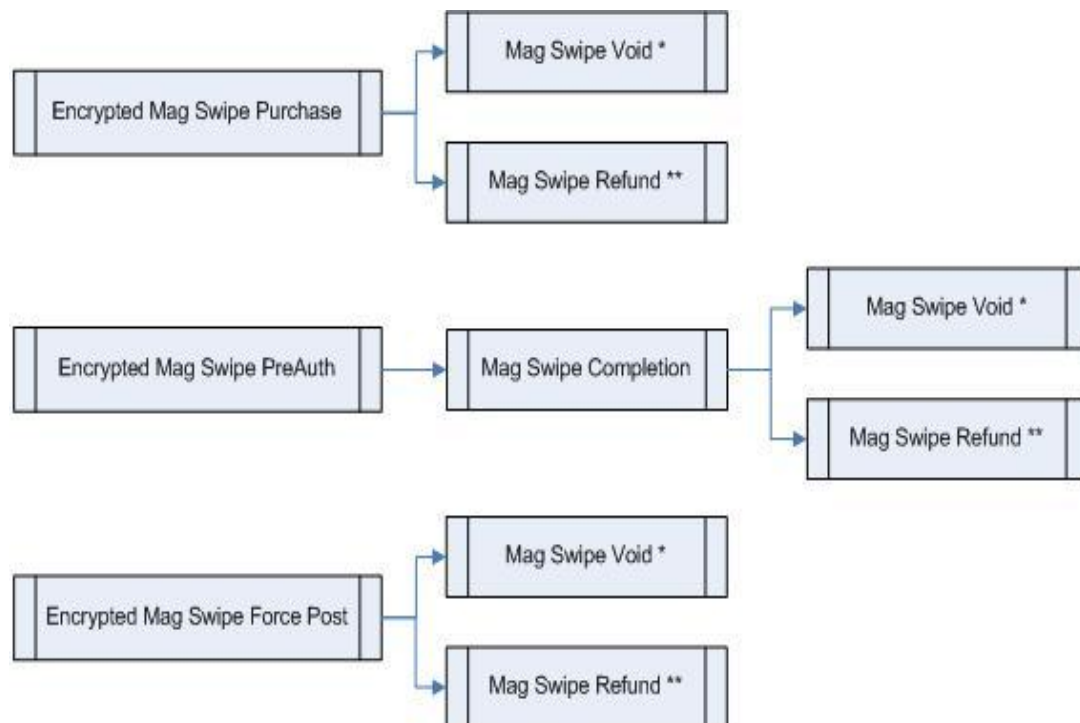 Mag Swipe Void *
Encrypted Mag Swipe Purchase
Mag Swipe Refund **
Mag Swipe Void *
Encrypted Mag Swipe PreAuth
Mag Swipe Completion
Mag Swipe Refund **
Mag Swipe Void *
Encrypted Mag Swipe Force Post
Mag Swipe Refund **